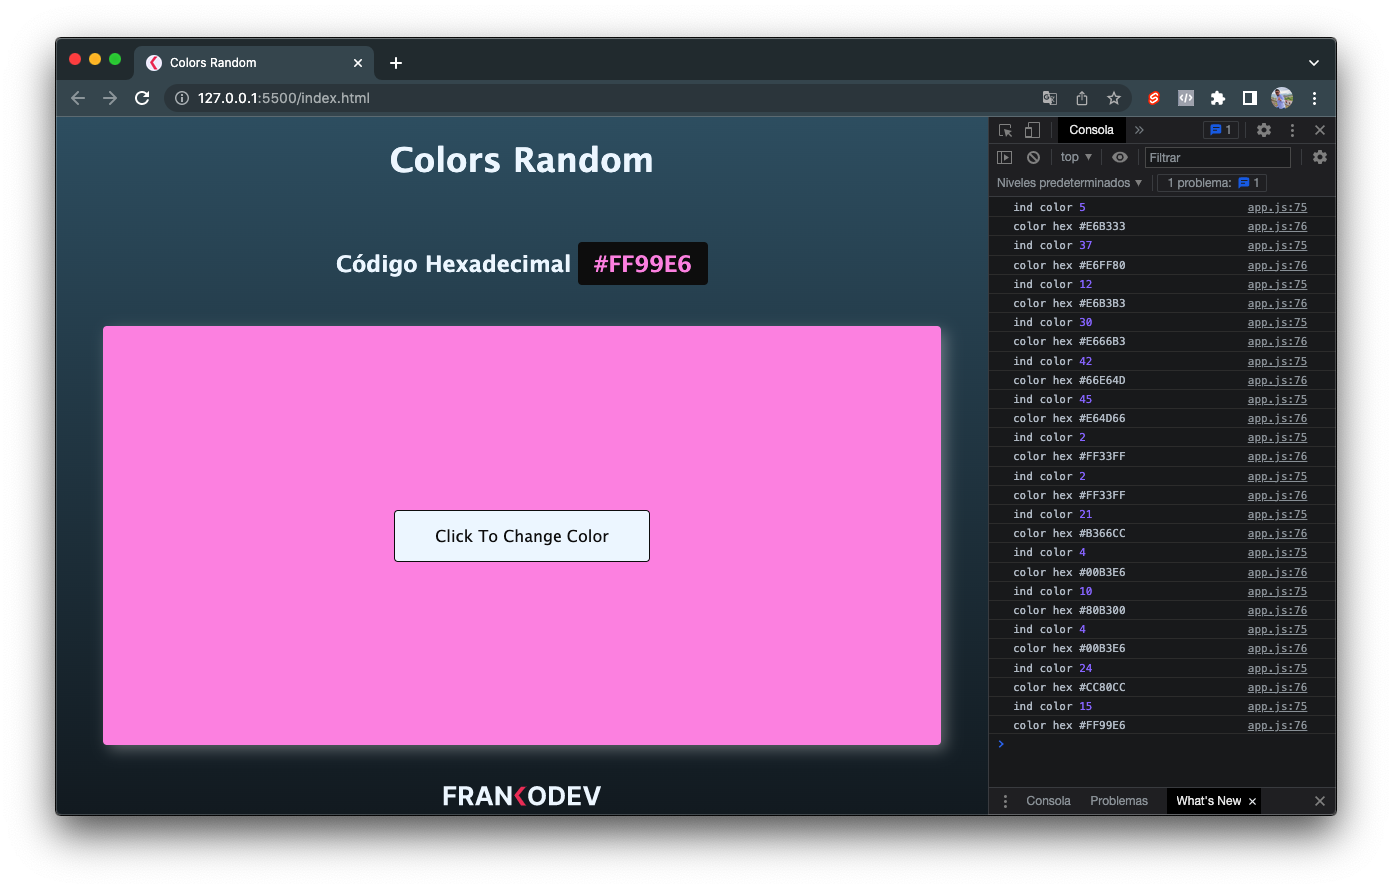 Colors Random
127.0.0.1:5500/index.html
Colors Random
Código Hexadecimal #FF99E6
Click To Change Color
FRANKODEV
Consola
1
top
Filtrar
Niveles predeterminados
1 problema: 1
ind color 5 app.js:75
color hex #E6B333 app.js:76
ind color 37 app.js:75
color hex #E6FF80 app.js:76
ind color 12 app.js:75
color hex #E6B3B3 app.js:76
ind color 30 app.js:75
color hex #E666B3 app.js:76
ind color 42 app.js:75
color hex #66E64D app.js:76
ind color 45 app.js:75
color hex #E64D66 app.js:76
ind color 2 app.js:75
color hex #FF33FF app.js:76
ind color 2 app.js:75
color hex #FF33FF app.js:76
ind color 21 app.js:75
color hex #B366CC app.js:76
ind color 4 app.js:75
color hex #00B3E6 app.js:76
ind color 10 app.js:75
color hex #80B300 app.js:76
ind color 4 app.js:75
color hex #00B3E6 app.js:76
ind color 24 app.js:75
color hex #CC80CC app.js:76
ind color 15 app.js:75
color hex #FF99E6 app.js:76
Consola Problemas What's New